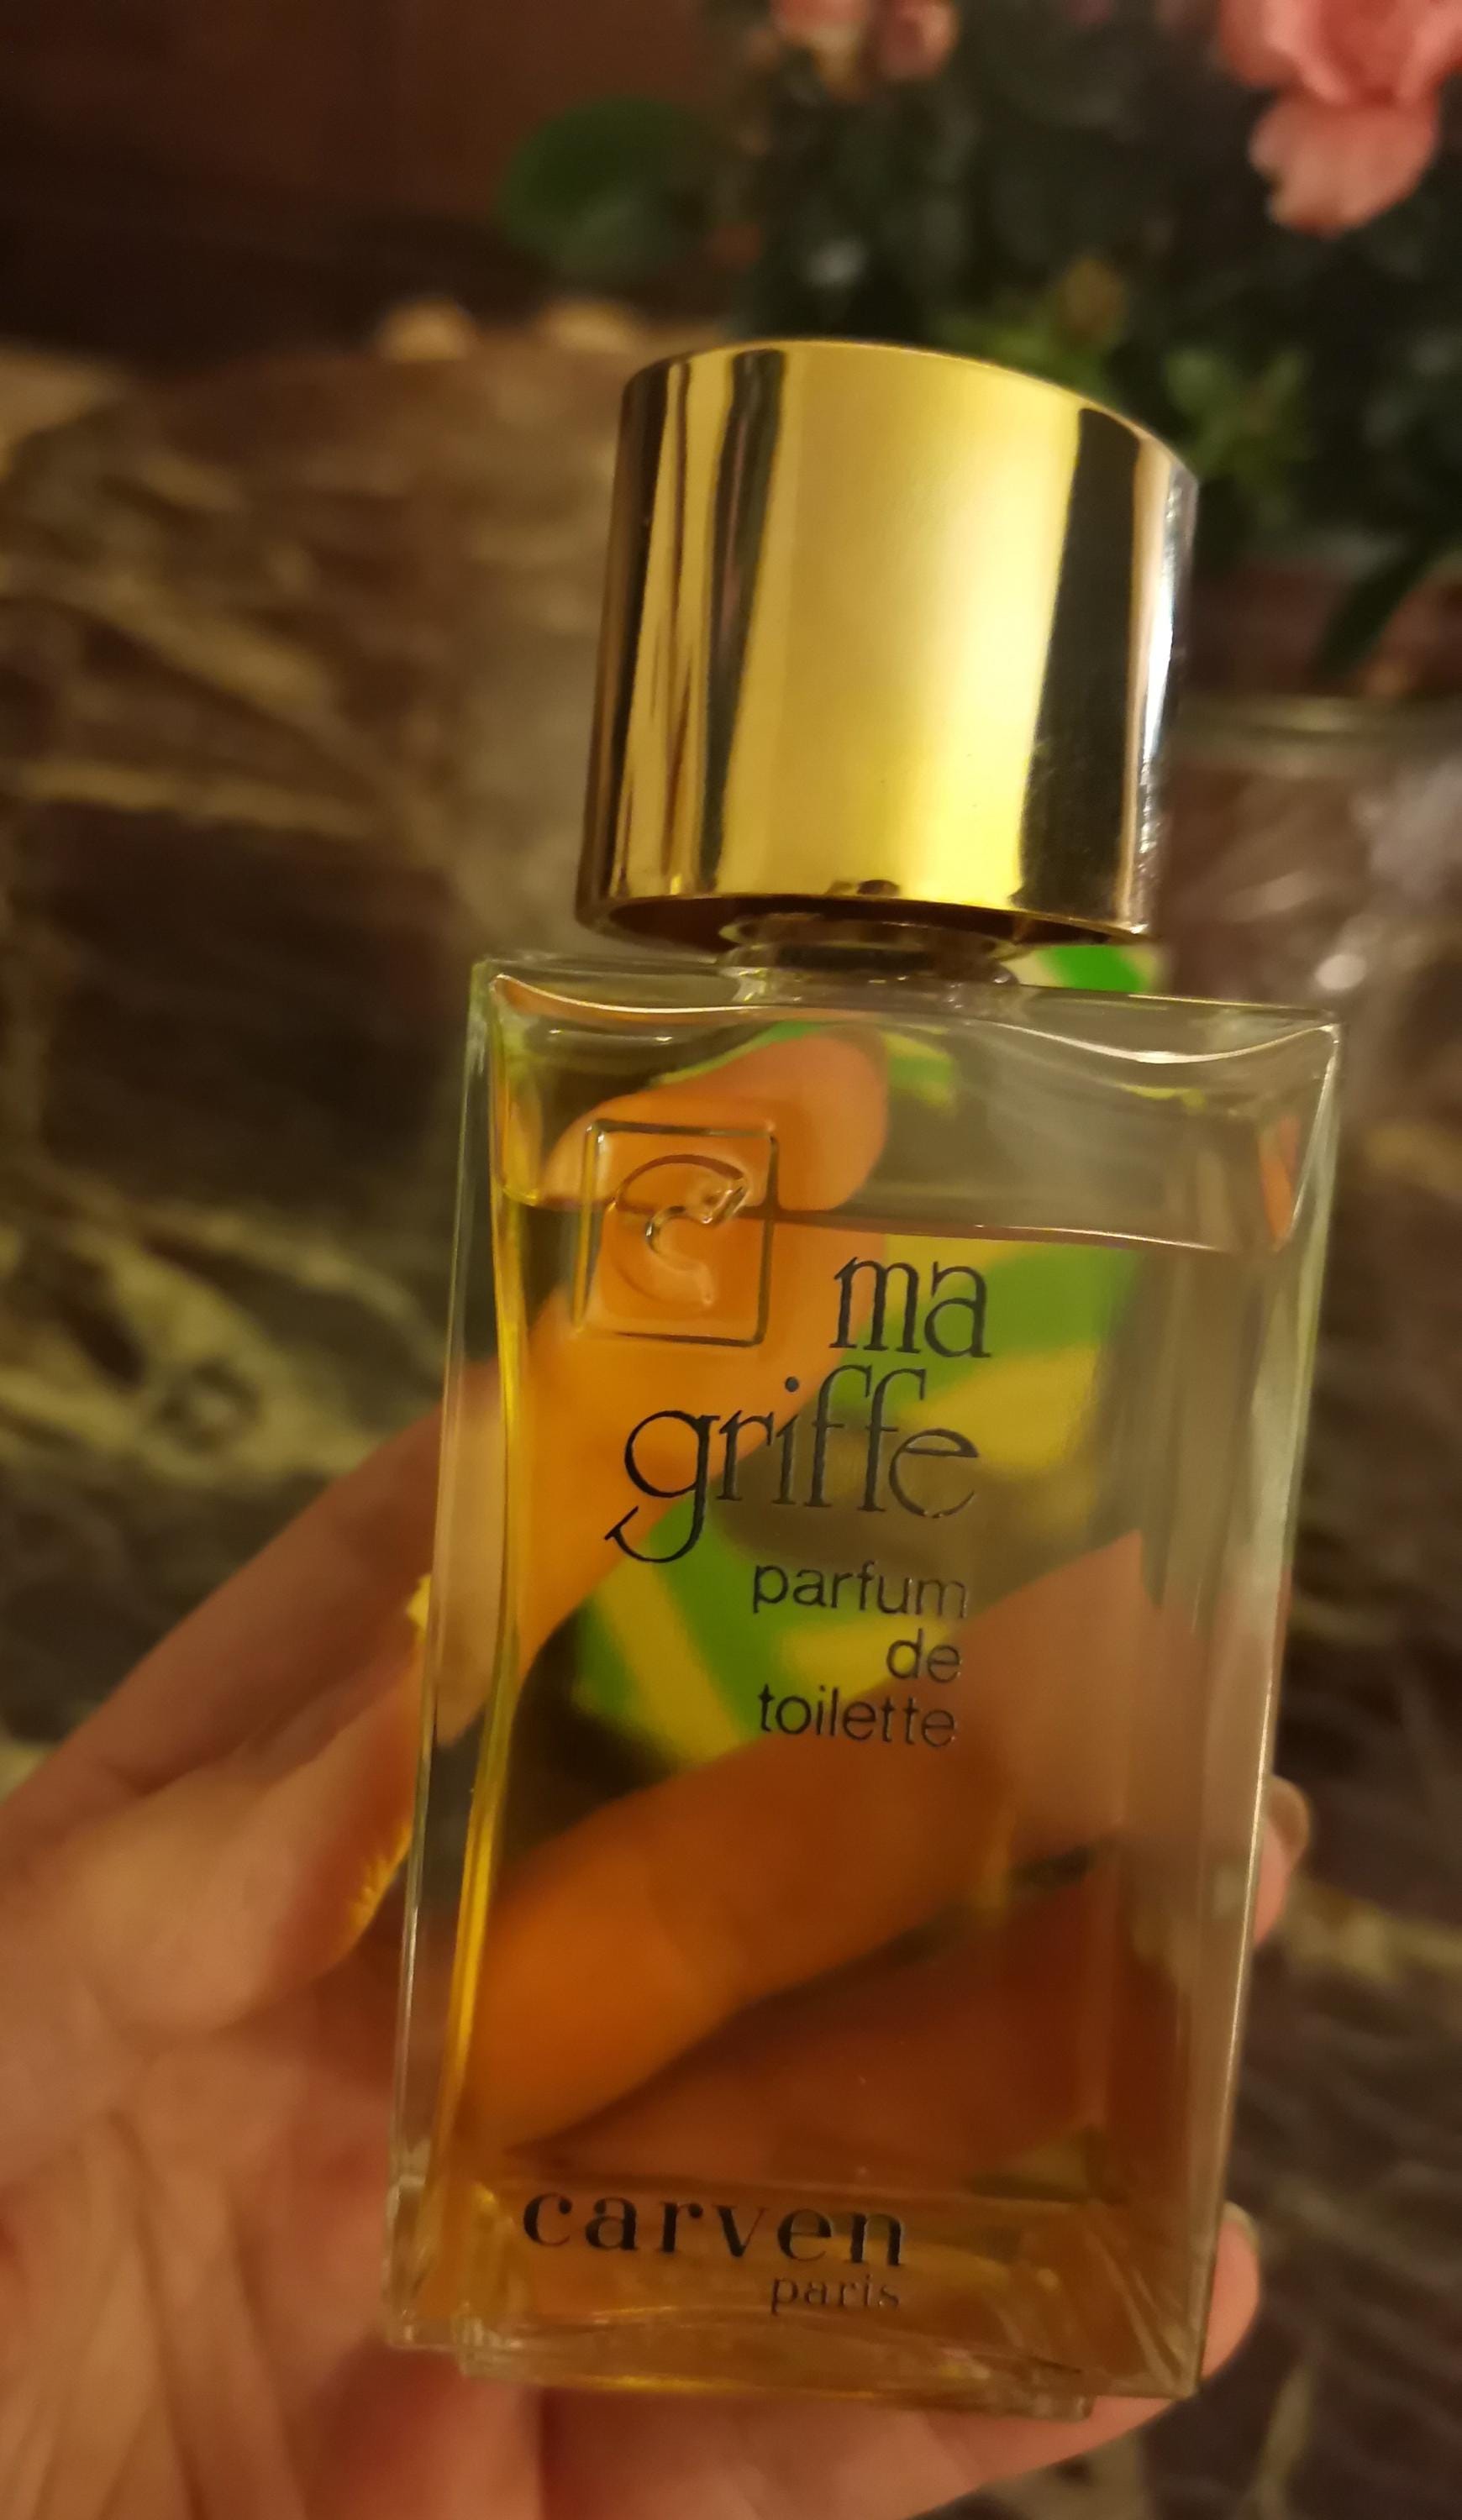 C
ma
griffe
parfum
de
toilette
carven
paris